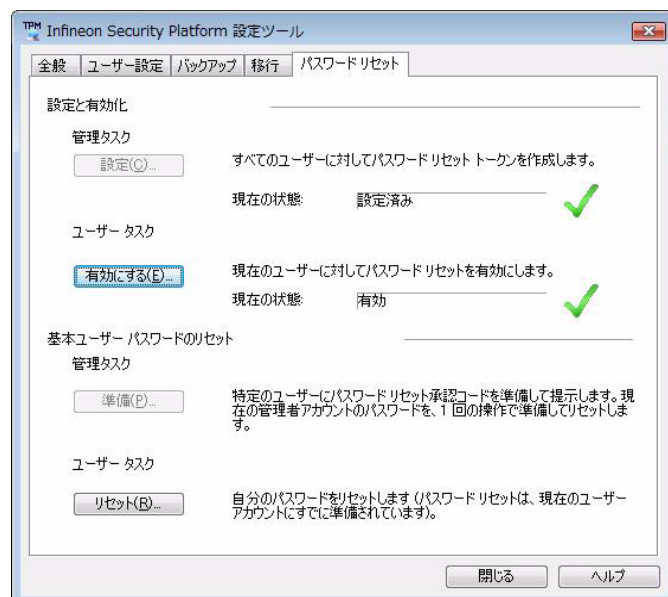 TPM Infineon Security Platform 設定ツール
全般 ユーザー設定 バックアップ 移行 パスワード リセット
設定と有効化
管理タスク
設定(C)...
すべてのユーザーに対してパスワード リセット トークンを作成します。
現在の状態: 設定済み
ユーザー タスク
有効にする(E)...
現在のユーザーに対してパスワード リセットを有効にします。
現在の状態: 有効
基本ユーザー パスワードのリセット
管理タスク
準備(P)...
特定のユーザーにパスワード リセット承認コードを準備して提示します。現
在の管理者アカウントのパスワードを、1 回の操作で準備してリセットしま
す。
ユーザー タスク
リセット(R)...
自分のパスワードをリセットします (パスワード リセットは、現在のユーザー
アカウントにすでに準備されています)。
閉じる ヘルプ